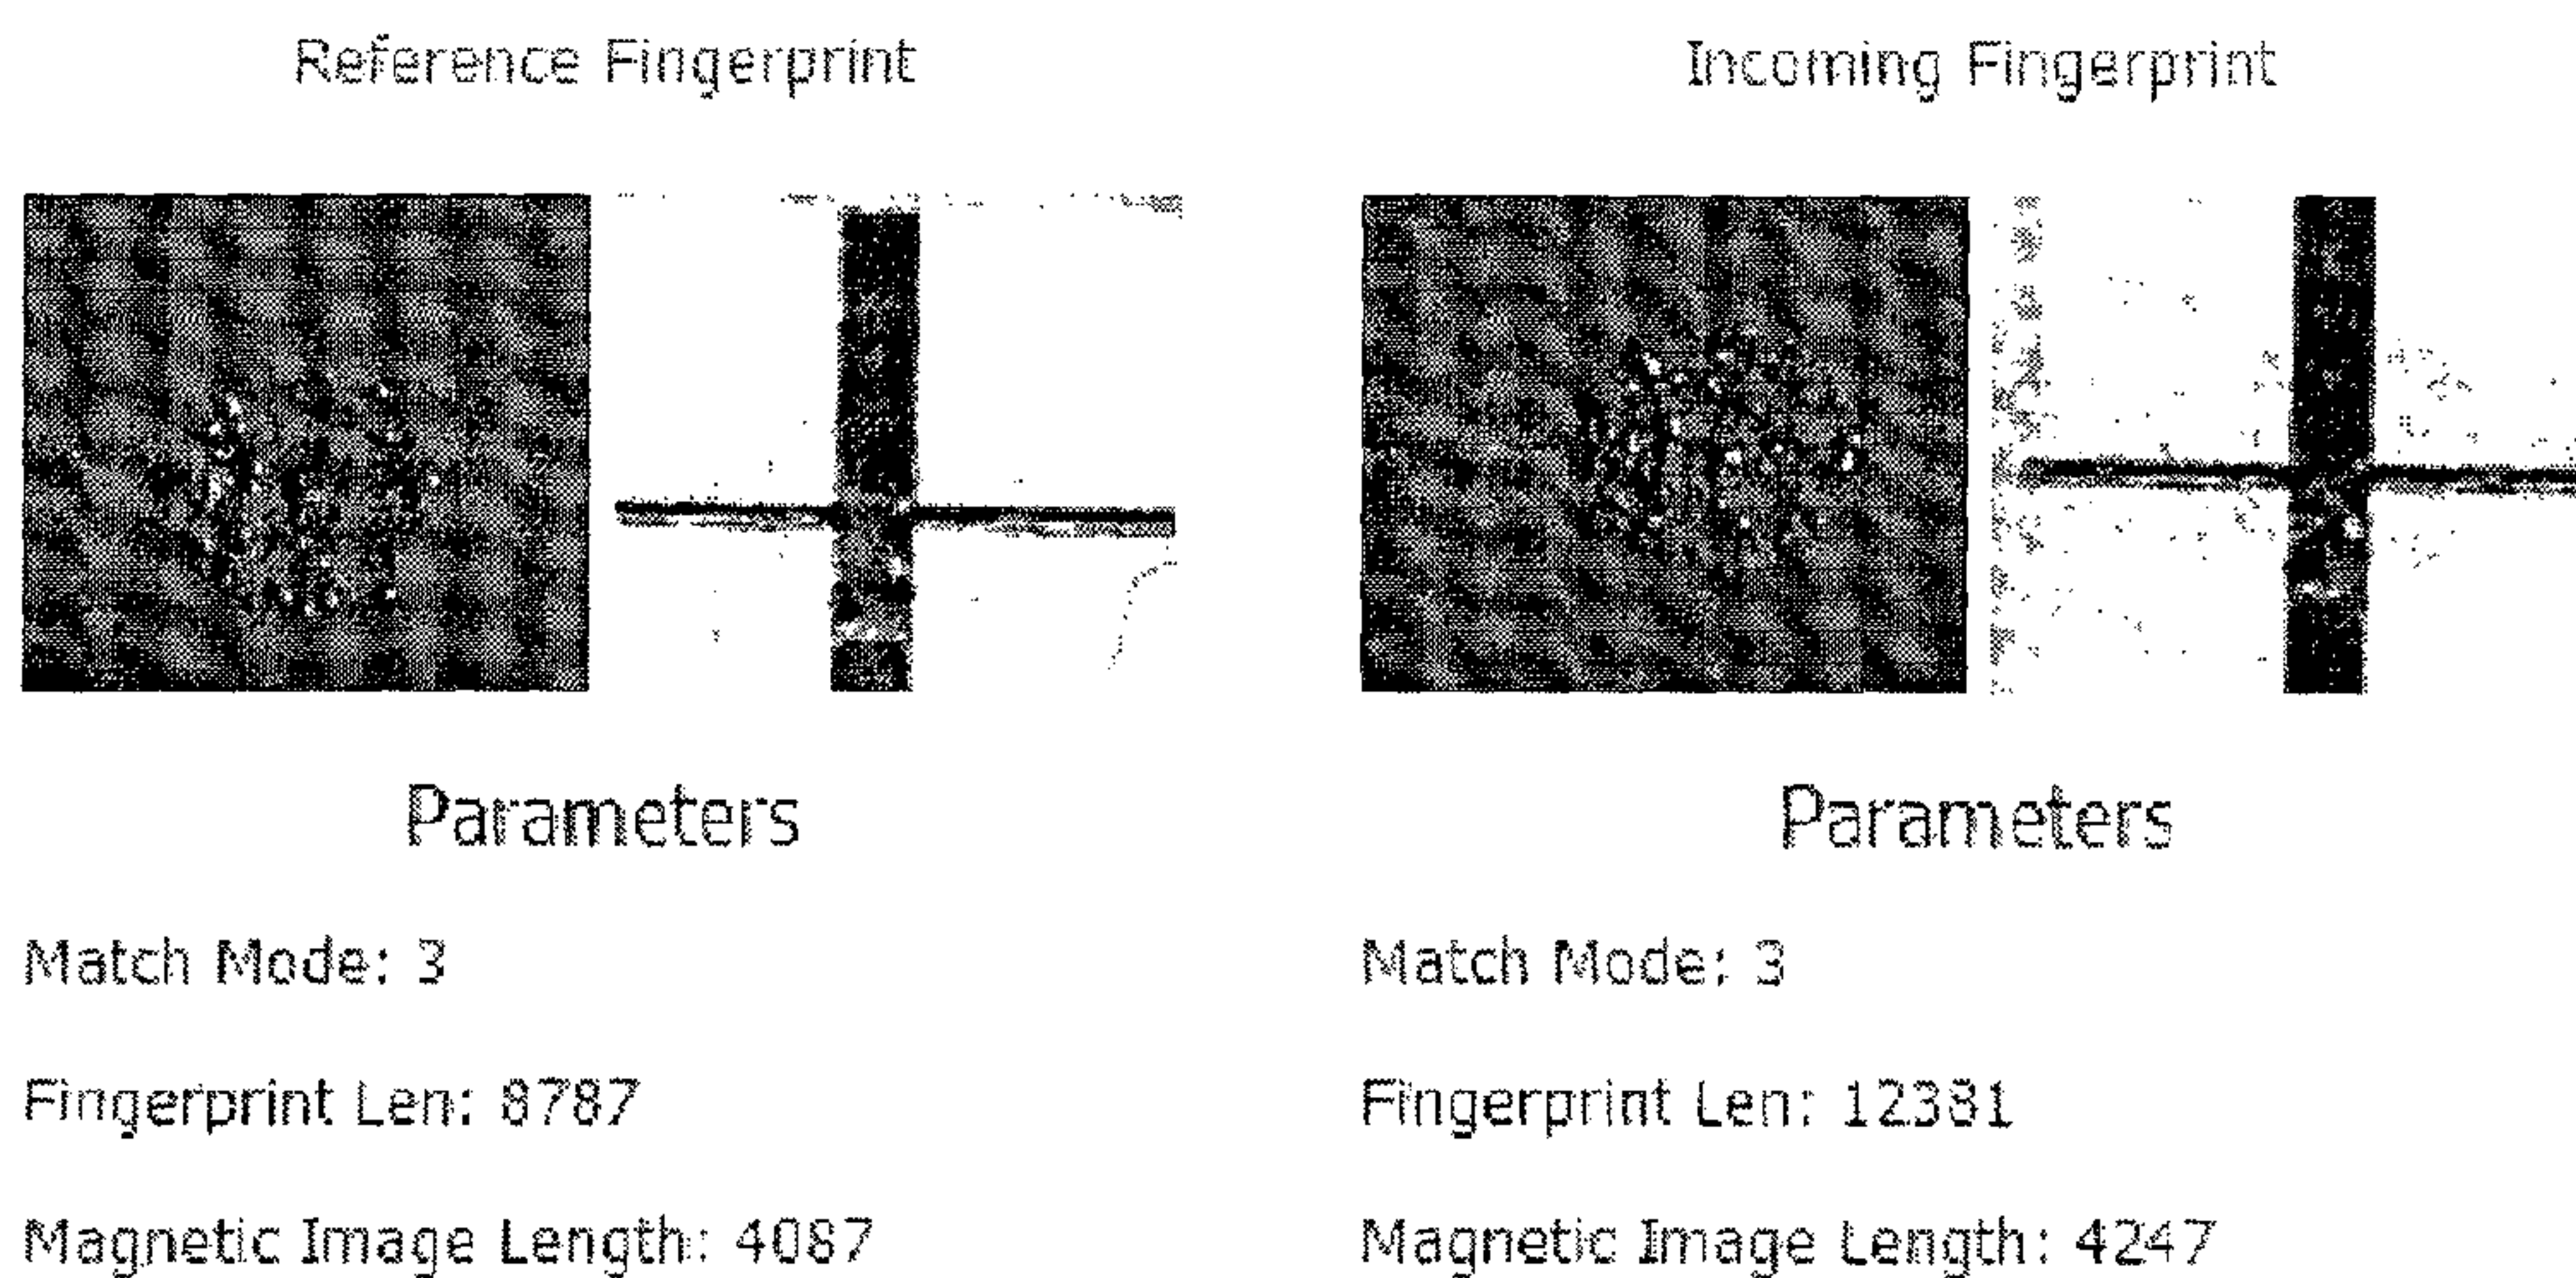 Reference Fingerprint
Incoming Fingerprint
Parameters
Parameters
Match Mode: 3
Match Mode: 3
Fingerprint Len: 8787
Fingerprint Len: 12381
Magnetic Image Length: 4087
Magnetic Image Length: 4247